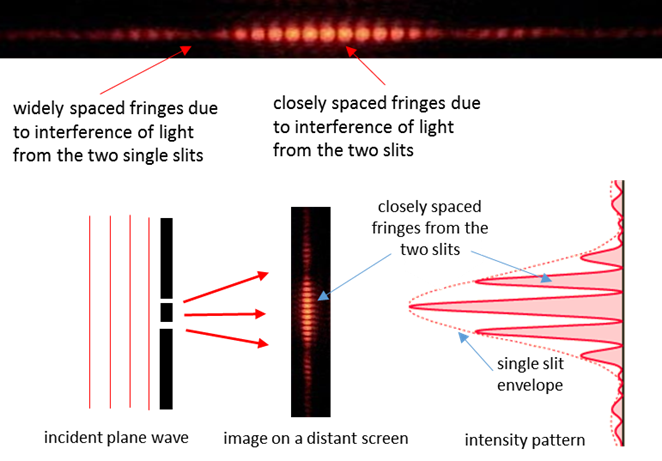 widely spaced fringes due
to interference of light
from the two single slits
closely spaced fringes due
to interference of light
from the two slits
closely spaced
fringes from the
two slits
single slit
envelope
incident plane wave
image on a distant screen
intensity pattern